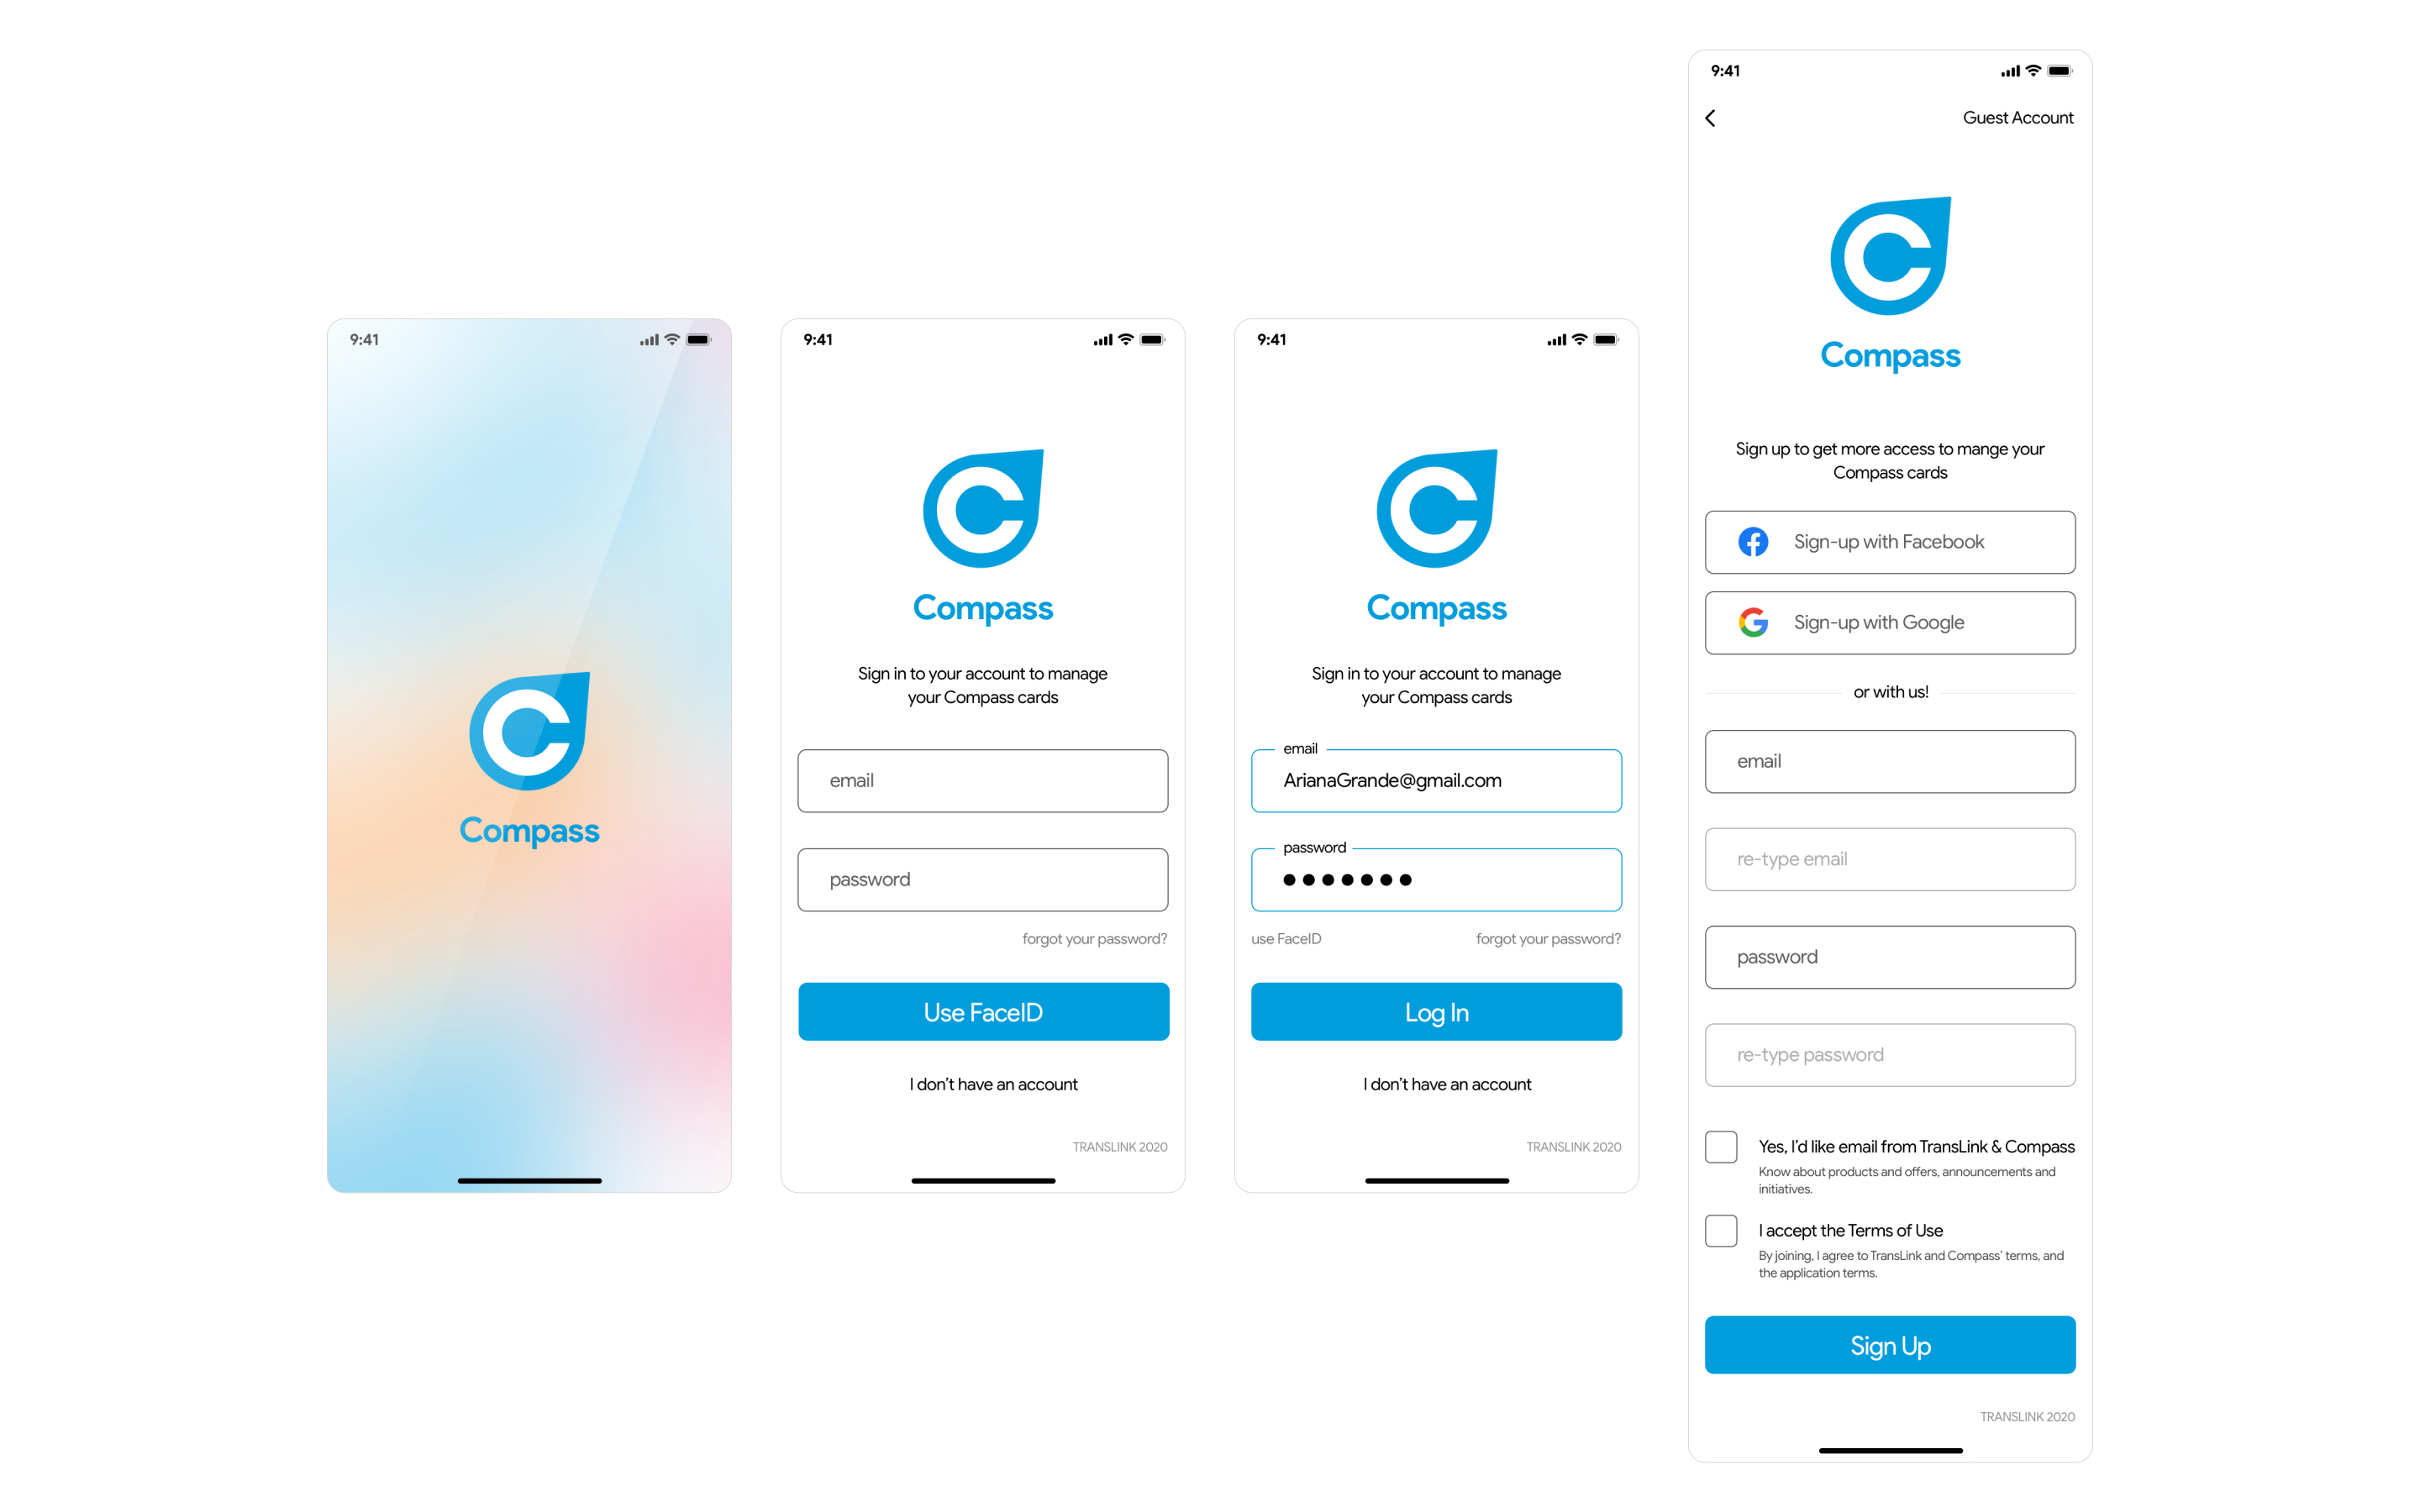 9:41
Compass
9:41
Compass
Sign in to your account to manage
your Compass cards
email
password
forgot your password?
Use FaceID
I don’t have an account
TRANSLINK 2020
9:41
Compass
Sign in to your account to manage
your Compass cards
email
ArianaGrande@gmail.com
password
use FaceID
forgot your password?
Log In
I don’t have an account
TRANSLINK 2020
9:41
Guest Account
Compass
Sign up to get more access to mange your
Compass cards
Sign-up with Facebook
Sign-up with Google
or with us!
email
re-type email
password
re-type password
Yes, I’d like email from TransLink & Compass
Know about products and offers, announcements and
initiatives.
I accept the Terms of Use
By joining, I agree to TransLink and Compass’ terms, and
the application terms.
Sign Up
TRANSLINK 2020